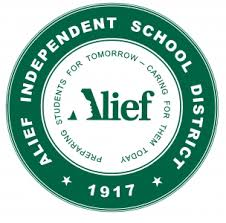 ALIEF INDEPENDENT SCHOOL DISTRICT
PREPARING STUDENTS FOR TOMORROW – CARING FOR THEM TODAY
Alief
★ 1917 ★